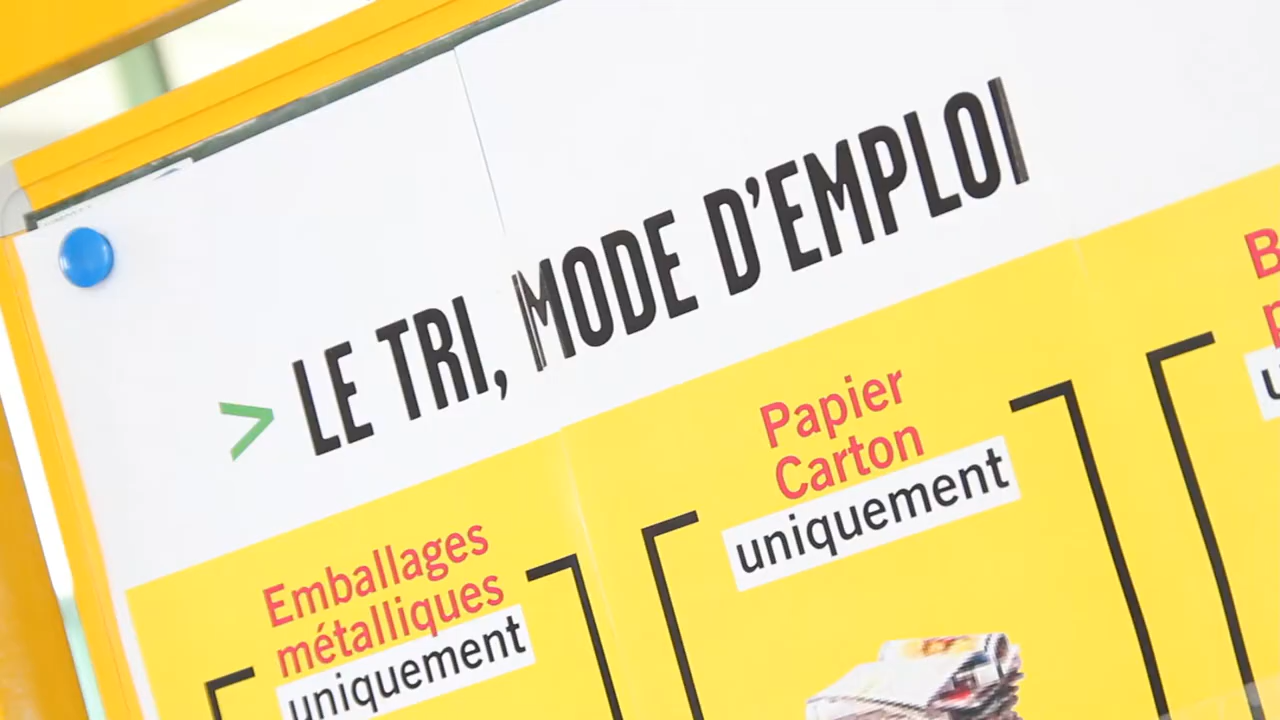 > LE TRI, MODE D'EMPLOI
Emballages
métalliques
uniquement
Papier
Carton
uniquement